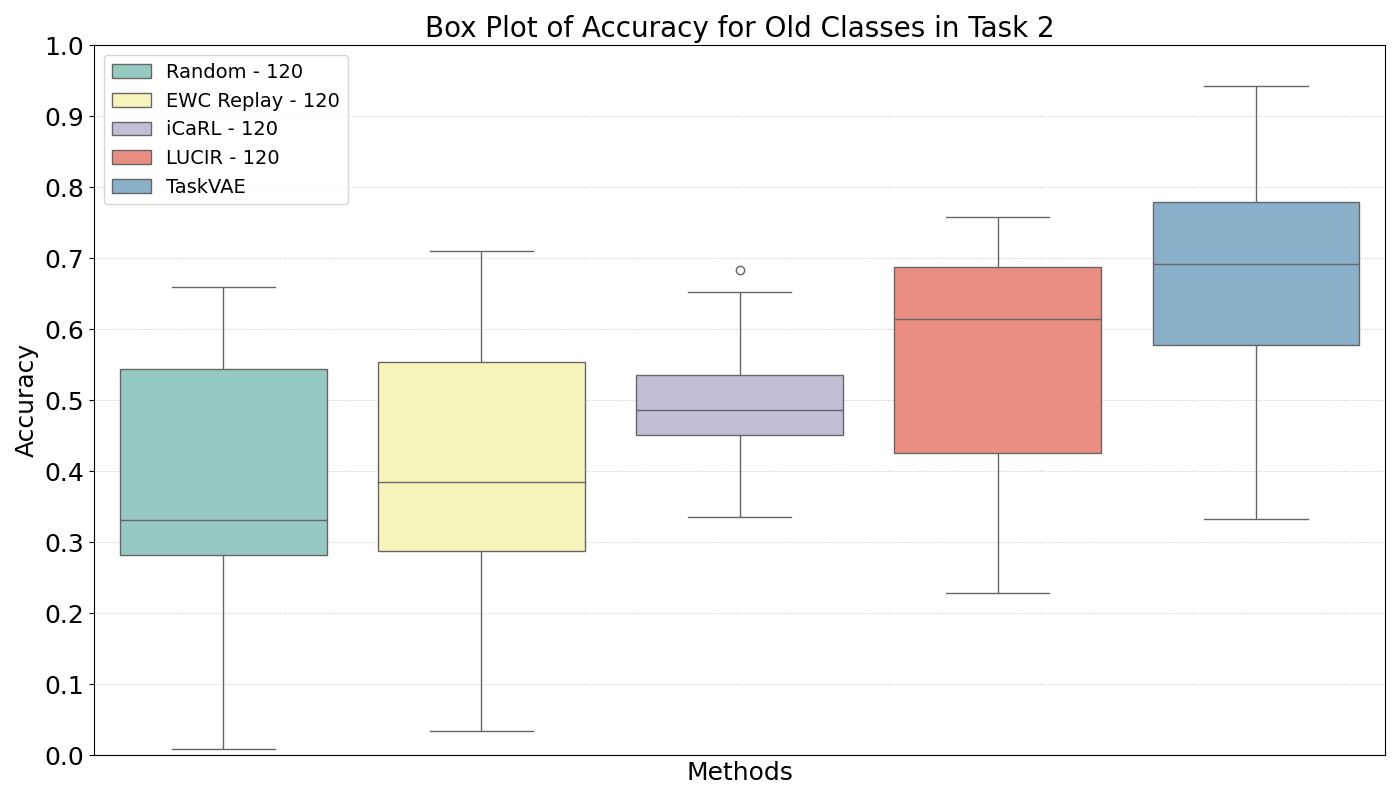 Box Plot of Accuracy for Old Classes in Task 2
1.0
0.9
0.8
0.7
0.6
0.5
0.4
0.3
0.2
0.1
0.0
Accuracy
Random - 120
EWC Replay - 120
iCaRL - 120
LUCIR - 120
TaskVAE
Methods